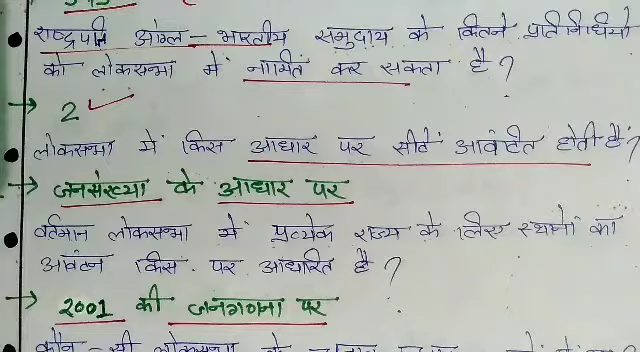 राष्ट्रपति आंग्ल - भारतीय समुदाय के कितने प्रतिनिधियो
को लोकसभा में नामित कर सकता है ?
→ 2 ✓
लोकसभा में किस आधार पर सीटें आवंटित होती हैं ?
→ जनसंख्या के आधार पर
वर्तमान लोकसभा में प्रत्येक राज्य के लिए स्थानों का
आवंटन किस पर आधारित है ?
→ 2001 की जनगणना पर
कौन - सी लोकसभा के